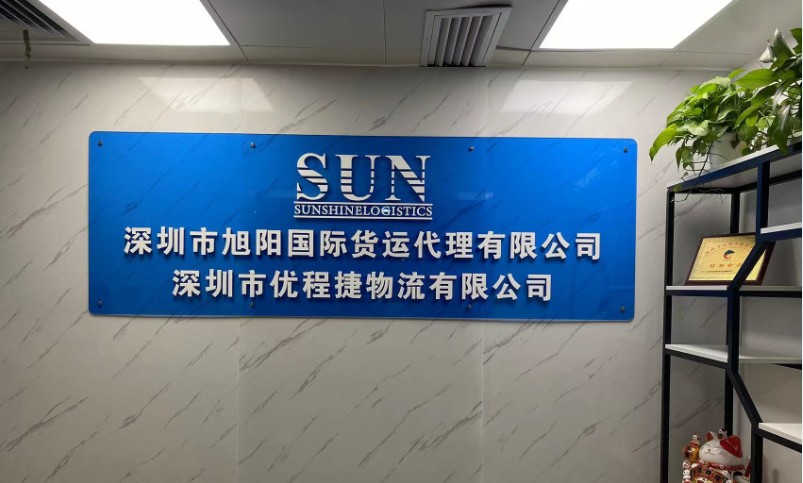 SUN
SUNSHINELOGISTICS
深圳市旭阳国际货运代理有限公司
深圳市优程捷物流有限公司